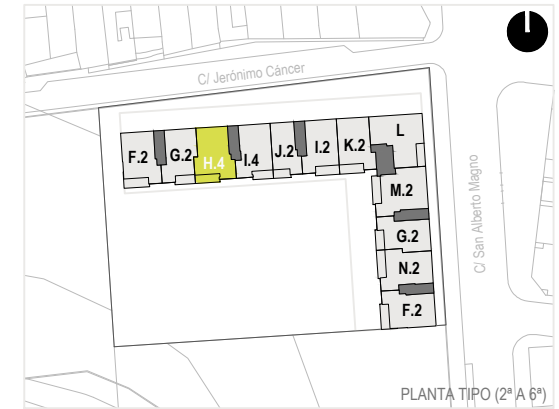 C/ Jerónimo Cáncer
F.2
G.2
H.4
I.4
J.2
I.2
K.2
L
M.2
G.2
N.2
F.2
C/ San Alberto Magno
PLANTA TIPO (2ª A 6ª)